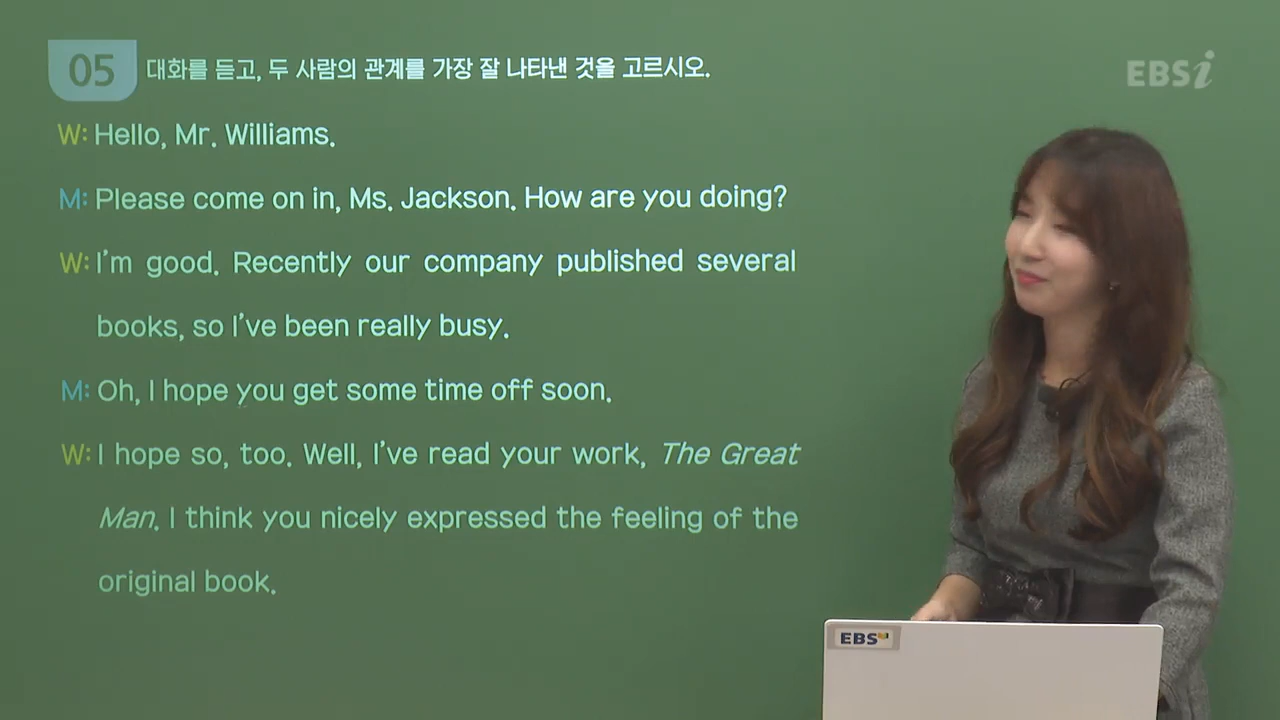 05 대화를 듣고, 두 사람의 관계를 가장 잘 나타낸 것을 고르시오.
EBSi
W: Hello, Mr. Williams.
M: Please come on in, Ms. Jackson. How are you doing?
W: I'm good. Recently our company published several
books, so I've been really busy.
M: Oh, I hope you get some time off soon.
W: I hope so, too. Well, I've read your work, The Great
Man. I think you nicely expressed the feeling of the
original book.
EBS